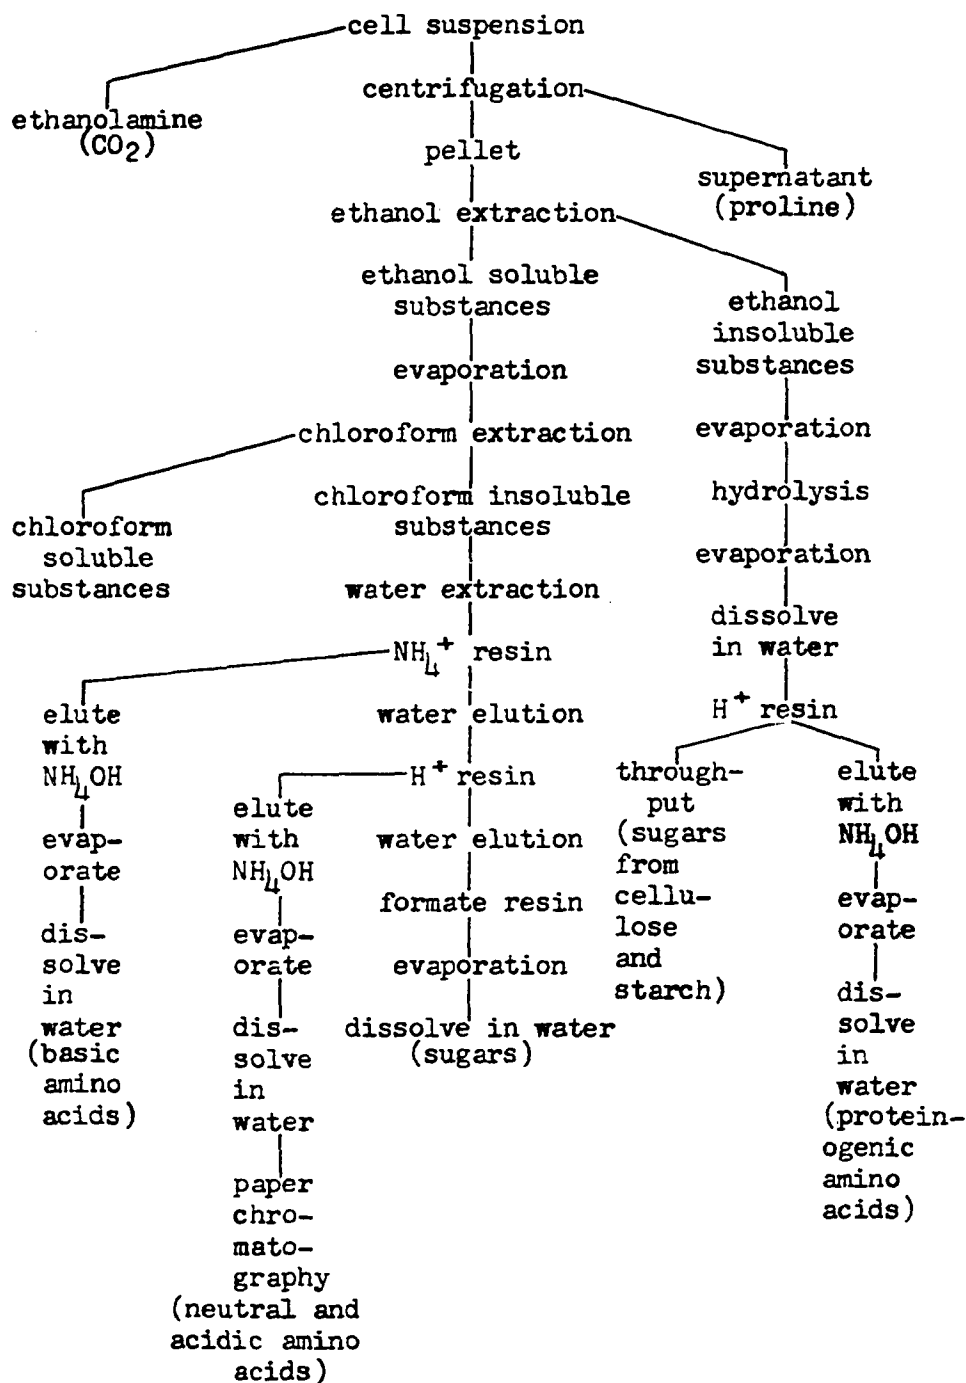 cell suspension
centrifugation
ethanolamine
(CO2)
pellet
supernatant
(proline)
ethanol extraction
ethanol soluble
substances
ethanol
insoluble
substances
evaporation
chloroform extraction
evaporation
chloroform insoluble
substances
hydrolysis
chloroform
soluble
substances
evaporation
water extraction
dissolve
in water
NH4+ resin
H+ resin
elute
with
NH4OH
evap-
orate
dis-
solve
in
water
(basic
amino
acids)
water elution
H+ resin
elute
with
NH4OH
evap-
orate
dis-
solve
in
water
paper
chro-
mato-
graphy
(neutral and
acidic amino
acids)
water elution
formate resin
evaporation
dissolve in water
(sugars)
through-
put
(sugars
from
cellu-
lose
and
starch)
elute
with
NH4OH
evap-
orate
dis-
solve
in
water
(protein-
ogenic
amino
acids)